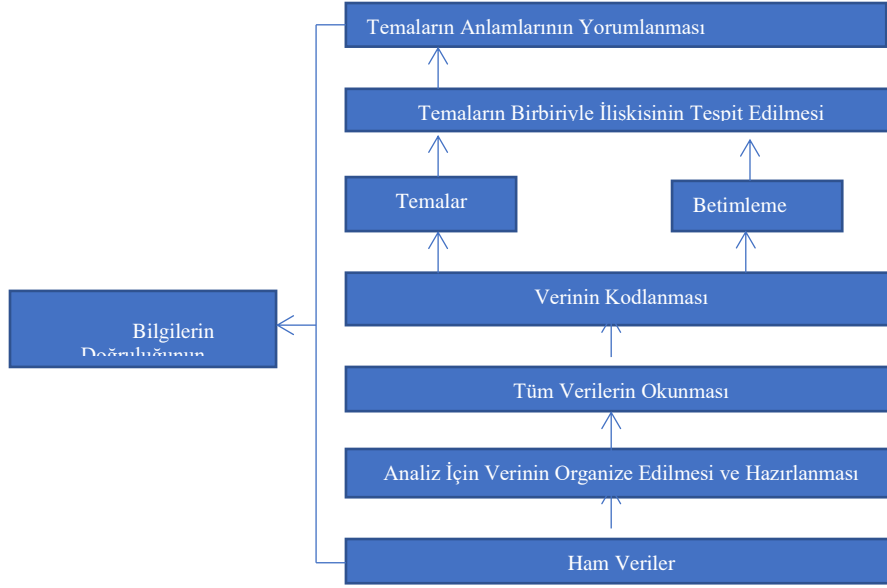 Temaların Anlamlarının Yorumlanması
Temaların Birbiriyle İlişkisinin Tespit Edilmesi
Temalar
Betimleme
Verinin Kodlanması
Bilgilerin
Doğruluğunun
Tüm Verilerin Okunması
Analiz İçin Verinin Organize Edilmesi ve Hazırlanması
Ham Veriler